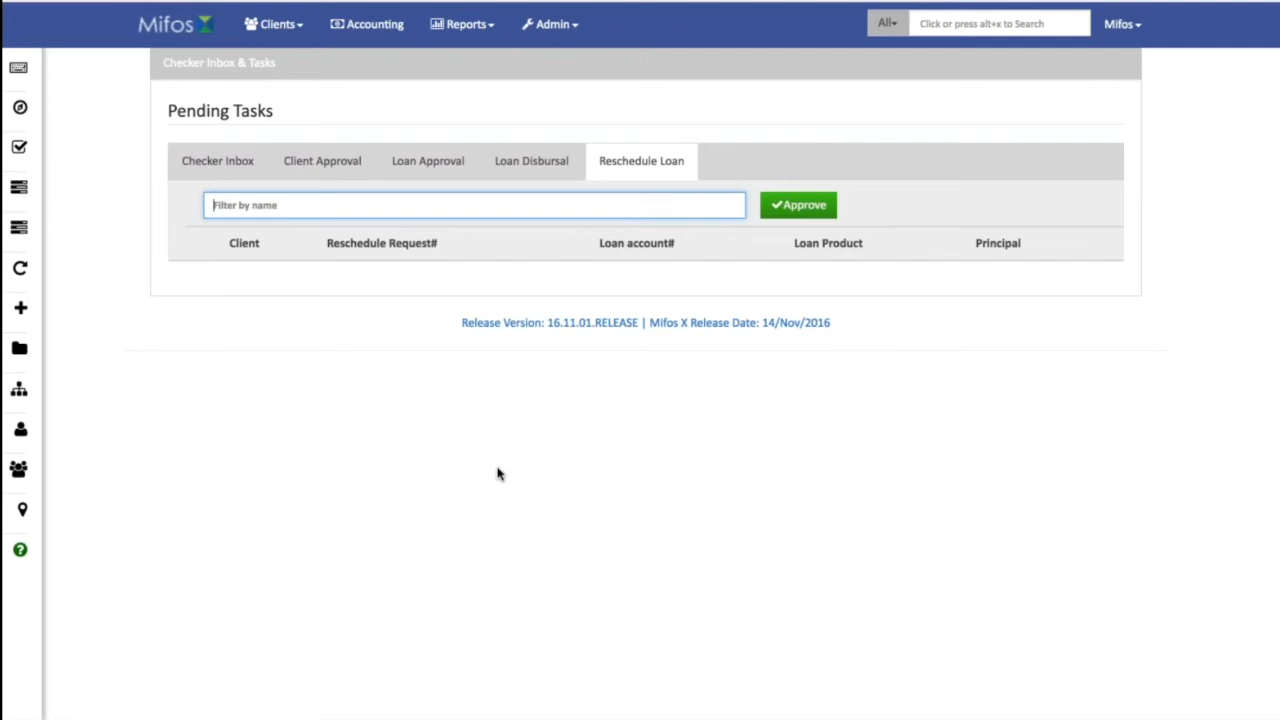 Mifos Clients Accounting Reports Admin All Click or press alt+x to Search Mifos
Checker Inbox & Tasks
Pending Tasks
Checker Inbox Client Approval Loan Approval Loan Disbursal Reschedule Loan
Filter by name Approve
Client Reschedule Request# Loan account# Loan Product Principal
Release Version: 16.11.01.RELEASE | Mifos X Release Date: 14/Nov/2016